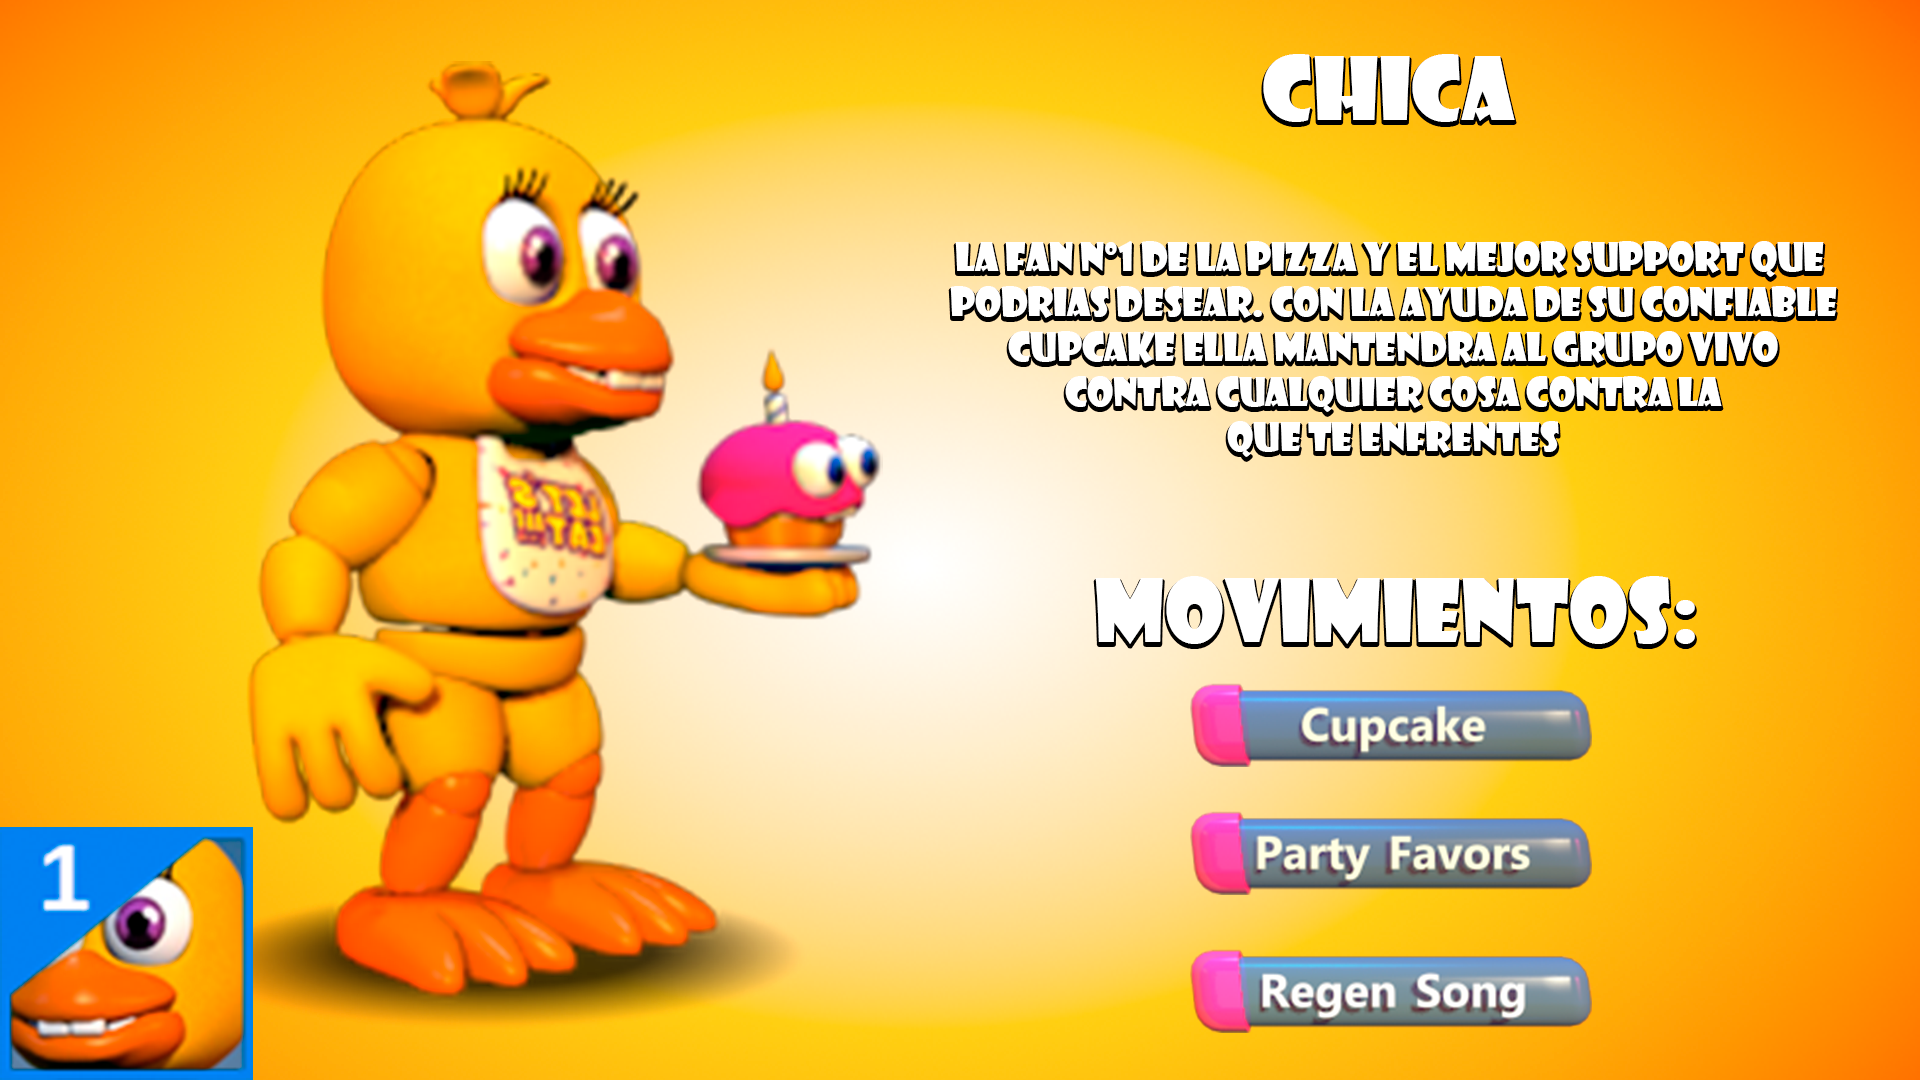 CHICA
LA FAN N°1 DE LA PIZZA Y EL MEJOR SUPPORT QUE
PODRIAS DESEAR. CON LA AYUDA DE SU CONFIABLE
CUPCAKE ELLA MANTENDRA AL GRUPO VIVO
CONTRA CUALQUIER COSA CONTRA LA
QUE TE ENFRENTES
LET'S
EAT!!!
MOVIMIENTOS:
Cupcake
Party Favors
Regen Song
1